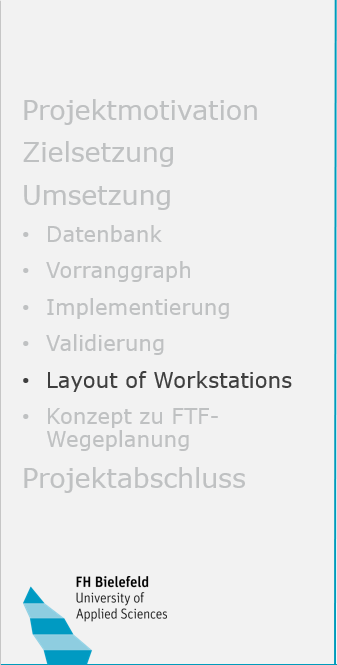 Projektmotivation
Zielsetzung
Umsetzung
• Datenbank
• Vorranggraph
• Implementierung
• Validierung
• Layout of Workstations
• Konzept zu FTF-
Wegeplanung
Projektabschluss
FH Bielefeld
University of
Applied Sciences